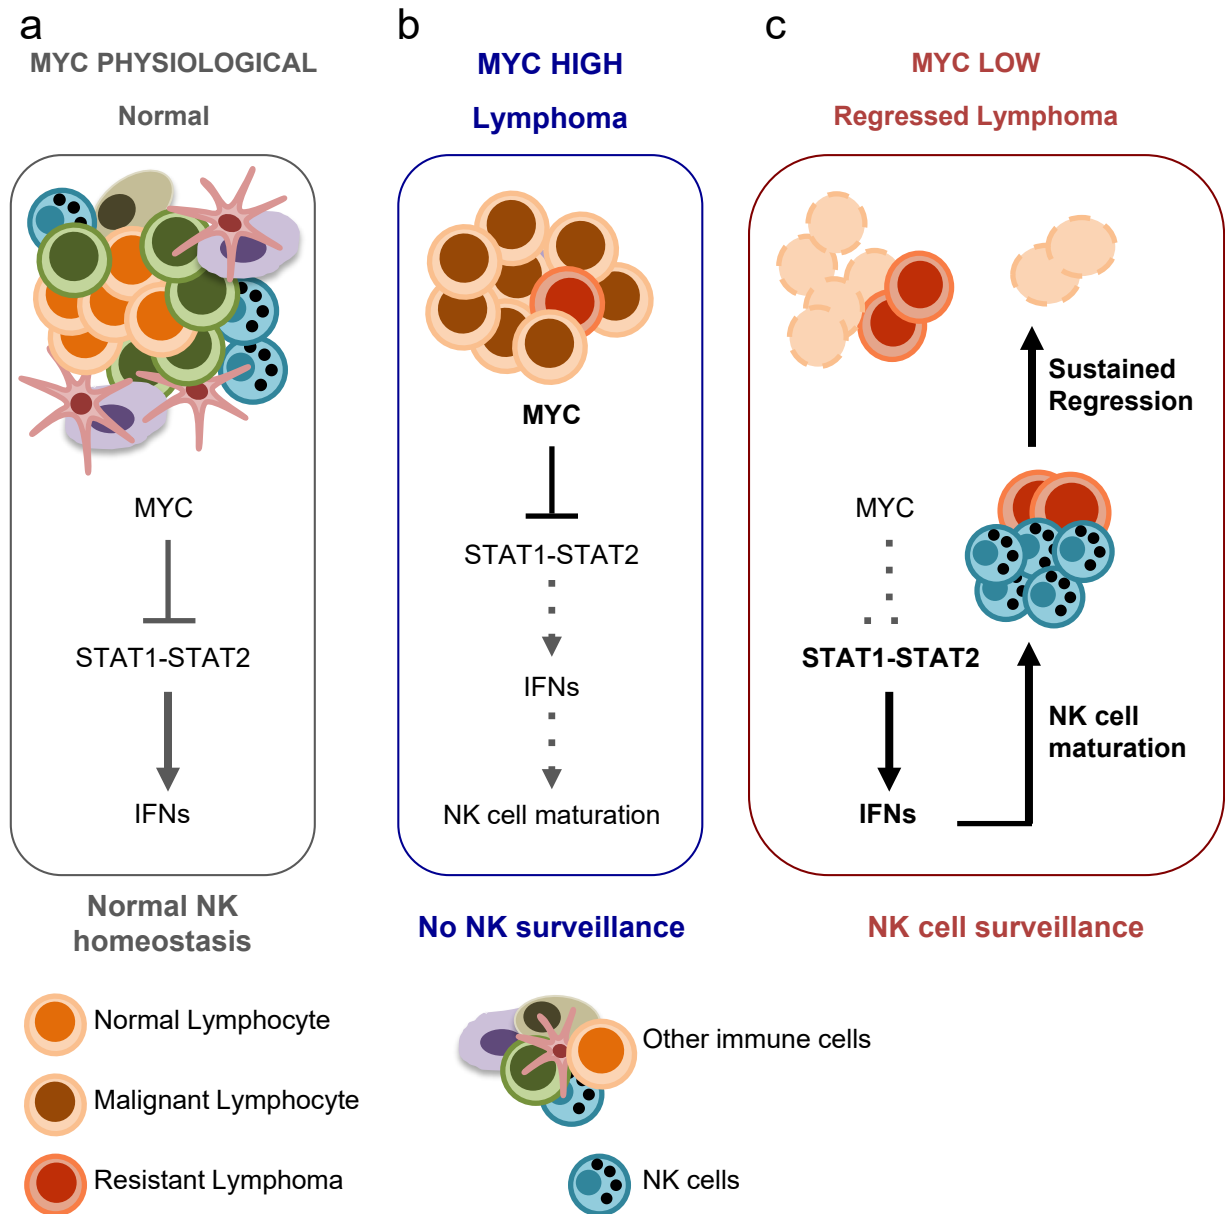 a
MYC PHYSIOLOGICAL
Normal
MYC
STAT1-STAT2
IFNs
Normal NK
homeostasis
b
MYC HIGH
Lymphoma
MYC
STAT1-STAT2
IFNs
NK cell maturation
No NK surveillance
c
MYC LOW
Regressed Lymphoma
Sustained
Regression
MYC
STAT1-STAT2
NK cell
maturation
IFNs
NK cell surveillance
Normal Lymphocyte
Malignant Lymphocyte
Resistant Lymphoma
Other immune cells
NK cells